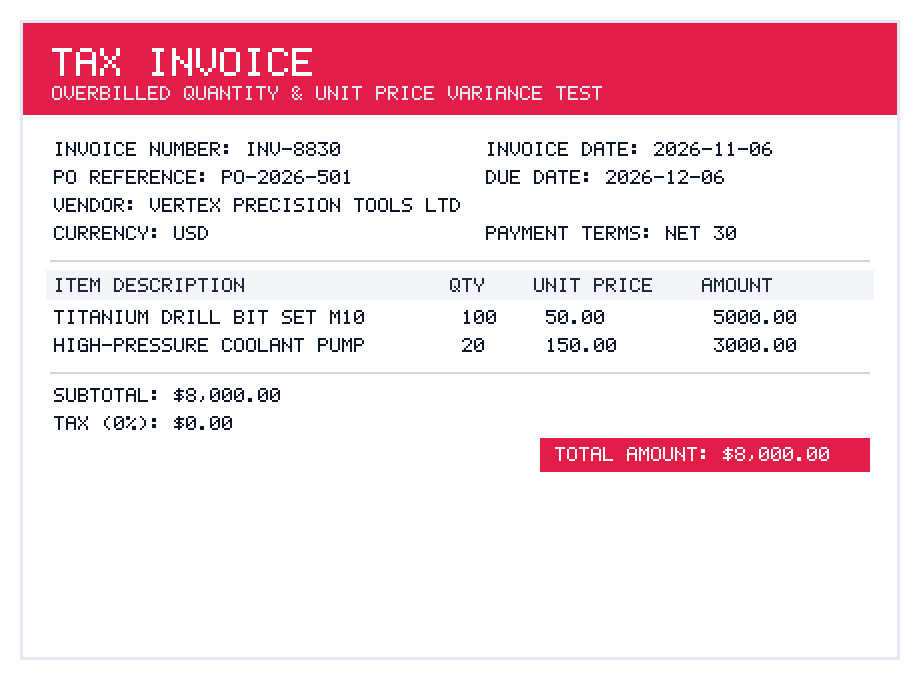 TAX INVOICE
OVERBILLED QUANTITY & UNIT PRICE VARIANCE TEST
INVOICE NUMBER: INV-8830 INVOICE DATE: 2026-11-06
PO REFERENCE: PO-2026-501 DUE DATE: 2026-12-06
VENDOR: VERTEX PRECISION TOOLS LTD
CURRENCY: USD PAYMENT TERMS: NET 30
ITEM DESCRIPTION QTY UNIT PRICE AMOUNT
TITANIUM DRILL BIT SET M10 100 50.00 5000.00
HIGH-PRESSURE COOLANT PUMP 20 150.00 3000.00
SUBTOTAL: $8,000.00
TAX (0%): $0.00
TOTAL AMOUNT: $8,000.00